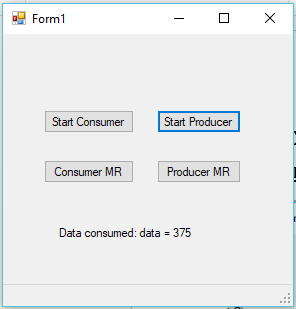 Form1
Start Consumer Start Producer
Consumer MR Producer MR
Data consumed: data = 375